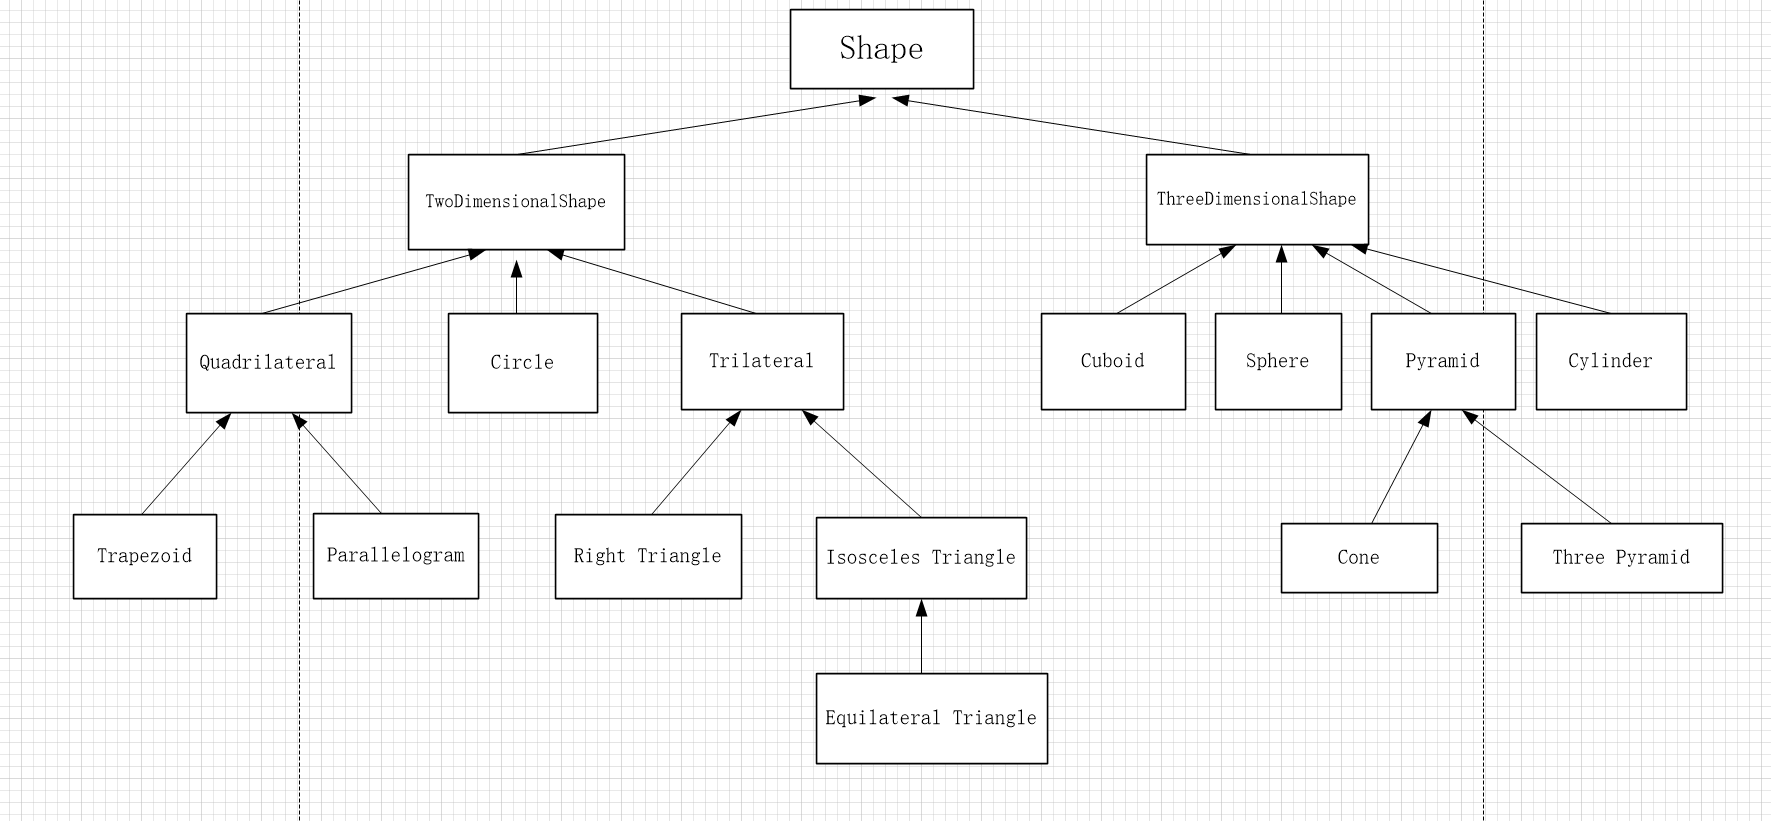 Shape
TwoDimensionalShape
ThreeDimensionalShape
Quadrilateral
Circle
Trilateral
Cuboid
Sphere
Pyramid
Cylinder
Trapezoid
Parallelogram
Right Triangle
Isosceles Triangle
Cone
Three Pyramid
Equilateral Triangle